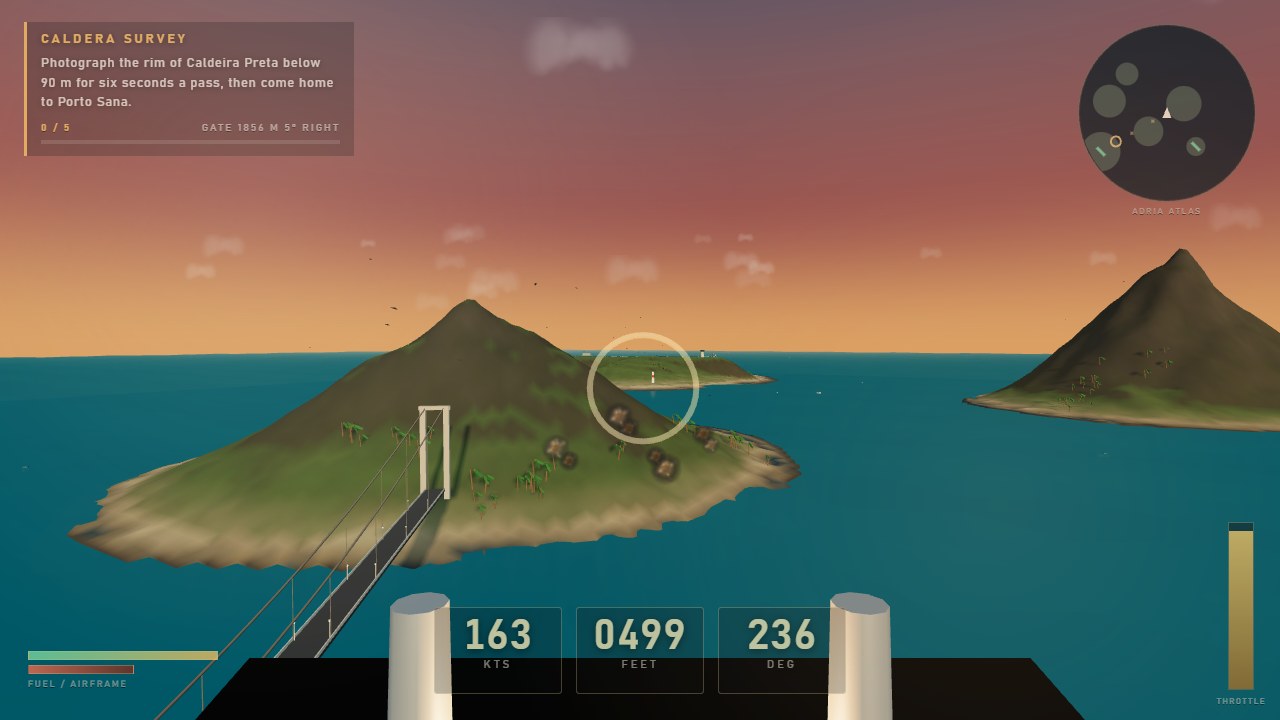 CALDERA SURVEY
Photograph the rim of Caldeira Preta below
90 m for six seconds a pass, then come home
to Porto Sana.
0 / 5 GATE 1856 M 5° RIGHT
ADRIA ATLAS
163 0499 236
KTS FEET DEG
FUEL / AIRFRAME
THROTTLE